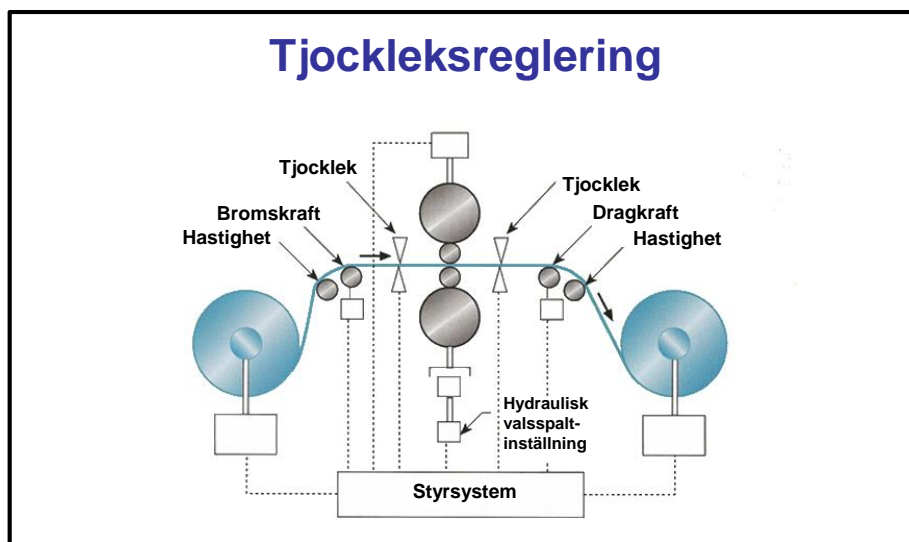 Tjockleksreglering
Tjocklek
Tjocklek
Bromskraft
Dragkraft
Hastighet
Hastighet
Hydraulisk
valsspalt-
inställning
Styrsystem